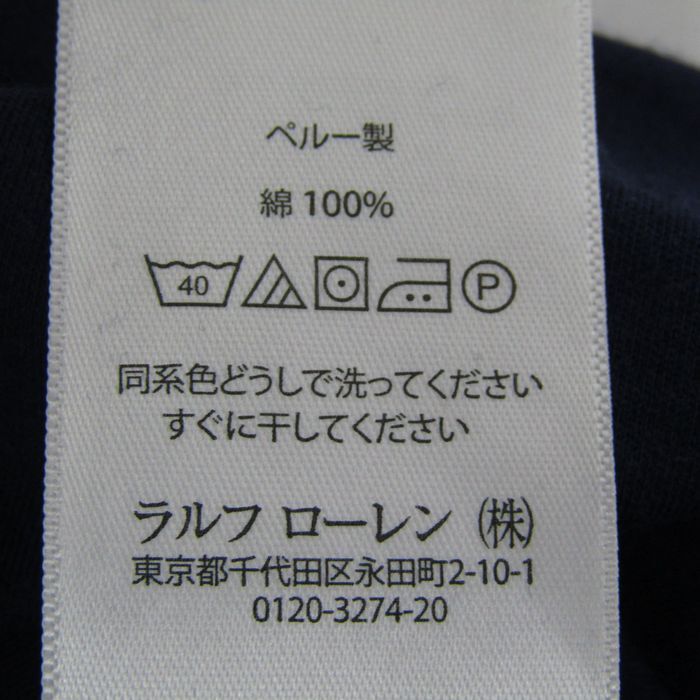 ペルー製
綿 100%
40 P
同系色どうしで洗ってください
すぐに干してください
ラルフ ローレン (株)
東京都千代田区永田町2-10-1
0120-3274-20